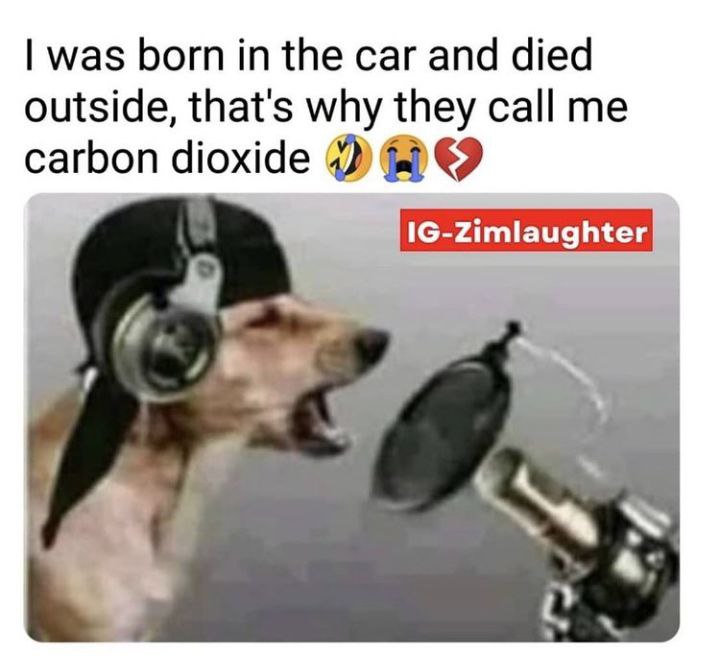 I was born in the car and died
outside, that's why they call me
carbon dioxide 🤣😭💔
IG-Zimlaughter